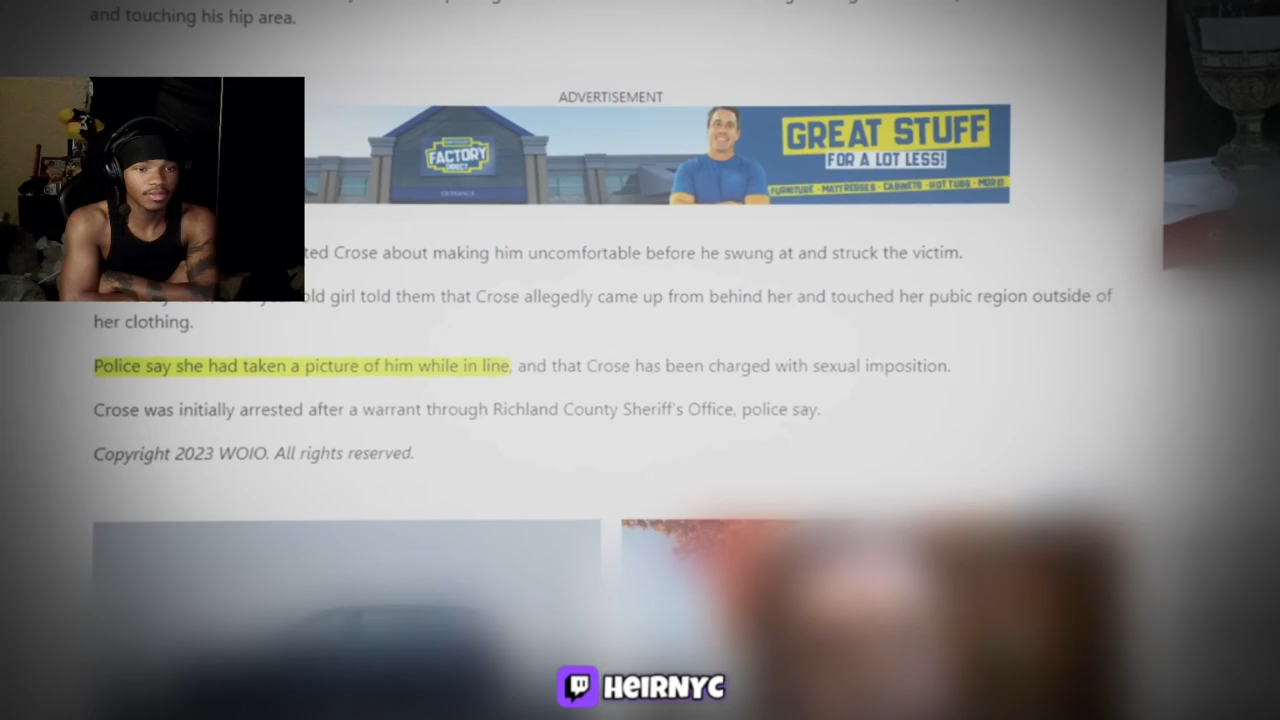 and touching his hip area.
ADVERTISEMENT
FACTORY
DIRECT
ENTRANCE
GREAT STUFF
FOR A LOT LESS!
FURNITURE · MATTRESSES · CABINETS · HOT TUBS · MORE!
ted Crose about making him uncomfortable before he swung at and struck the victim.
old girl told them that Crose allegedly came up from behind her and touched her pubic region outside of
her clothing.
Police say she had taken a picture of him while in line, and that Crose has been charged with sexual imposition.
Crose was initially arrested after a warrant through Richland County Sheriff's Office, police say.
Copyright 2023 WOIO. All rights reserved.
HEIRNYC